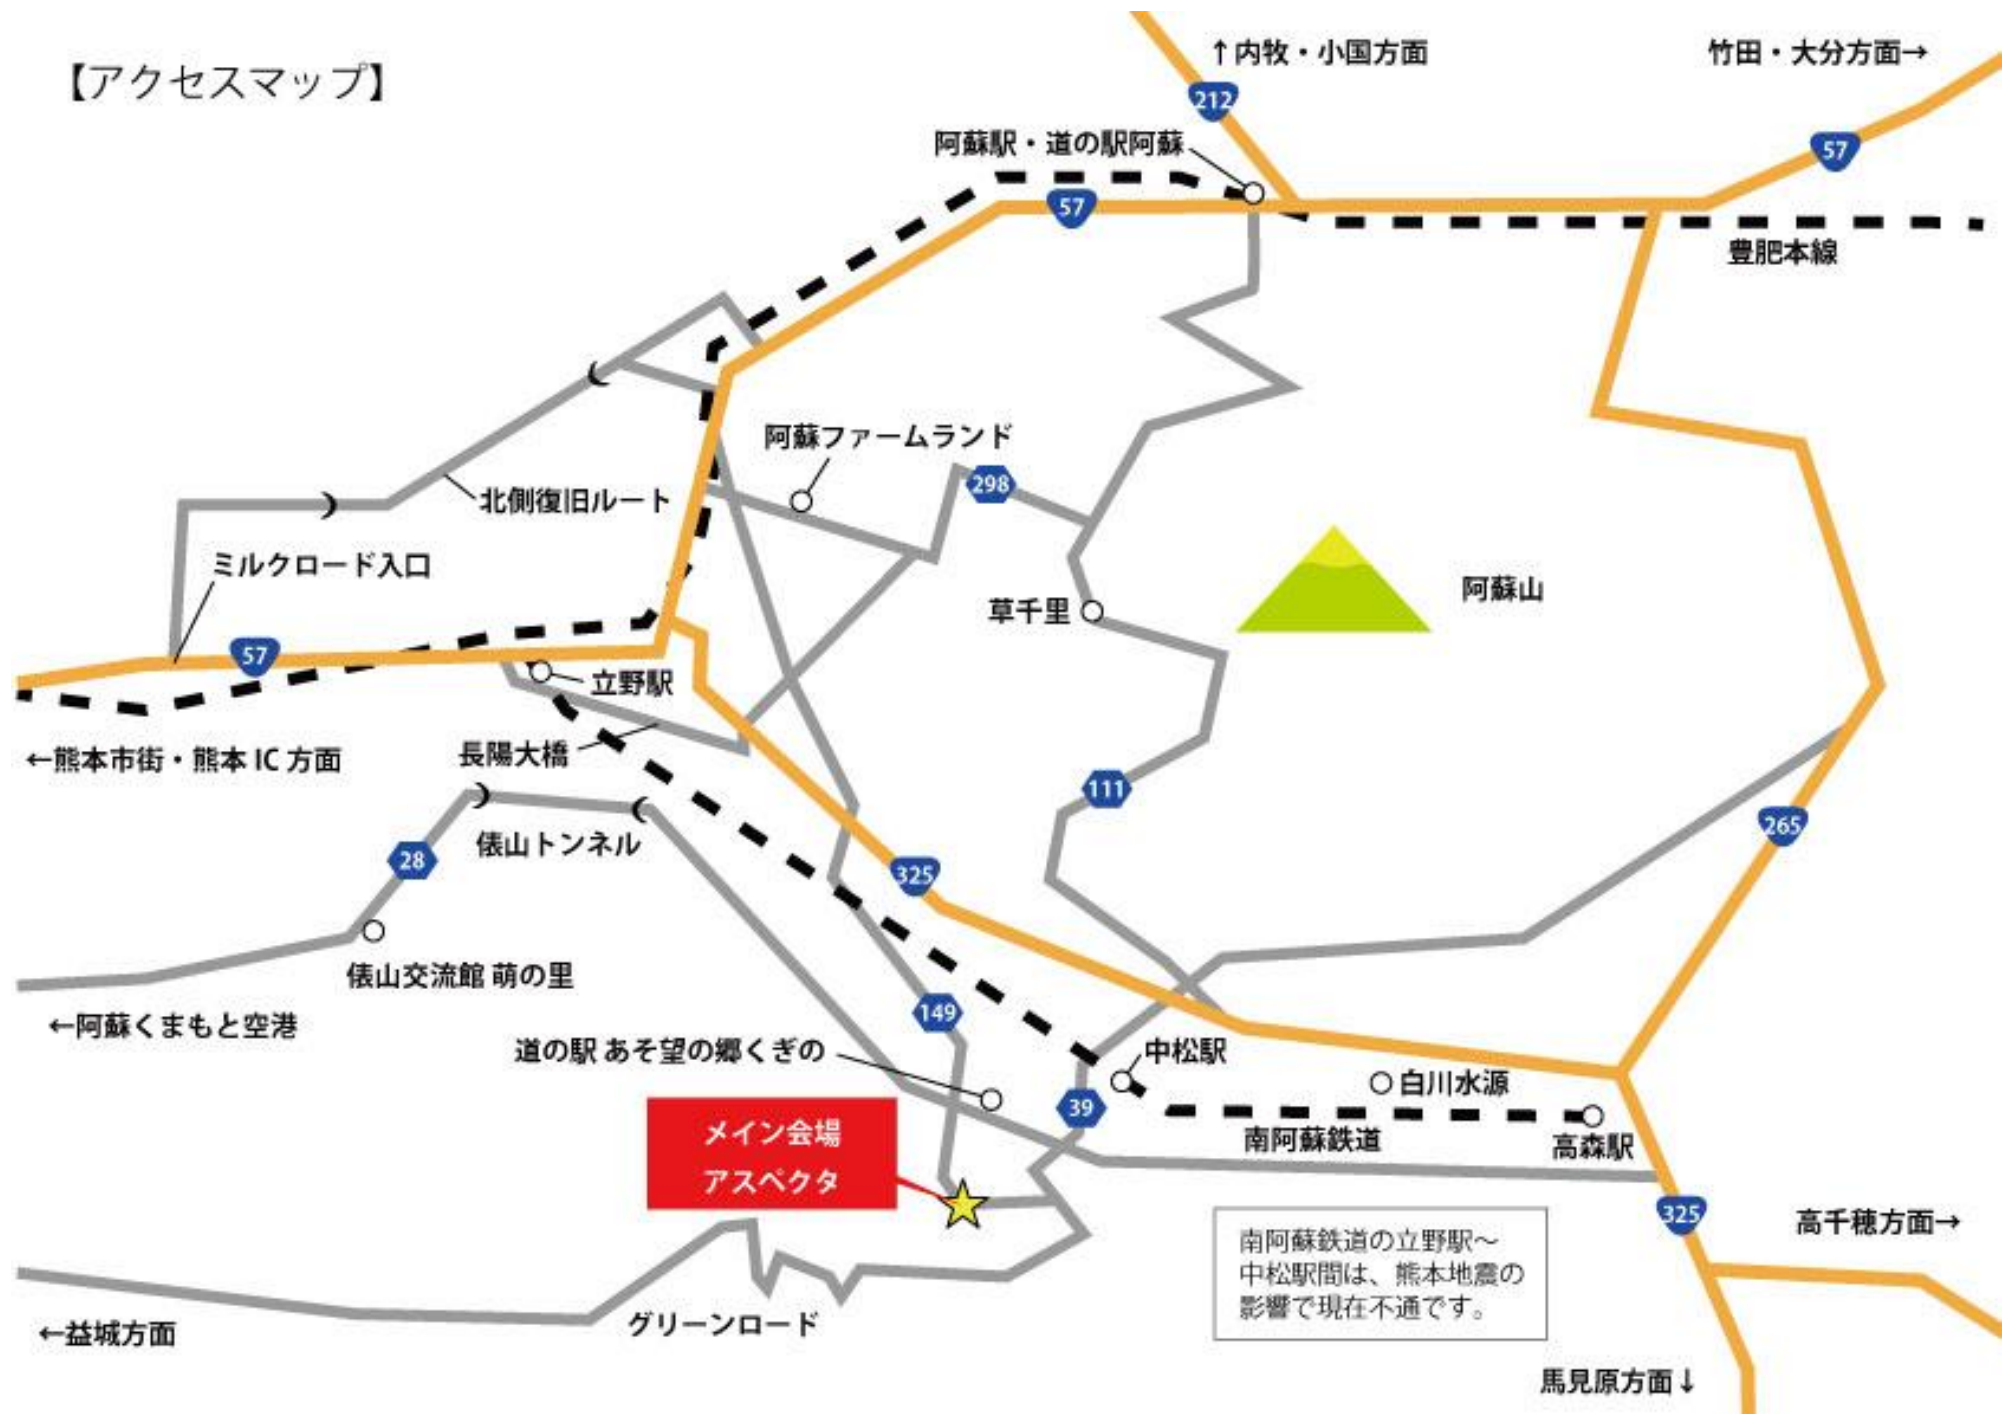 【アクセスマップ】
↑内牧・小国方面
竹田・大分方面→
212
阿蘇駅・道の駅阿蘇
57
57
豊肥本線
阿蘇ファームランド
298
北側復旧ルート
ミルクロード入口
阿蘇山
草千里
57
立野駅
←熊本市街・熊本 IC 方面
長陽大橋
111
265
俵山トンネル
28
325
俵山交流館 萌の里
←阿蘇くまもと空港
149
道の駅 あそ望の郷くぎの
中松駅
白川水源
39
メイン会場
アスペクタ
南阿蘇鉄道
高森駅
325
高千穂方面→
南阿蘇鉄道の立野駅～
中松駅間は、熊本地震の
影響で現在不通です。
グリーンロード
←益城方面
馬見原方面↓